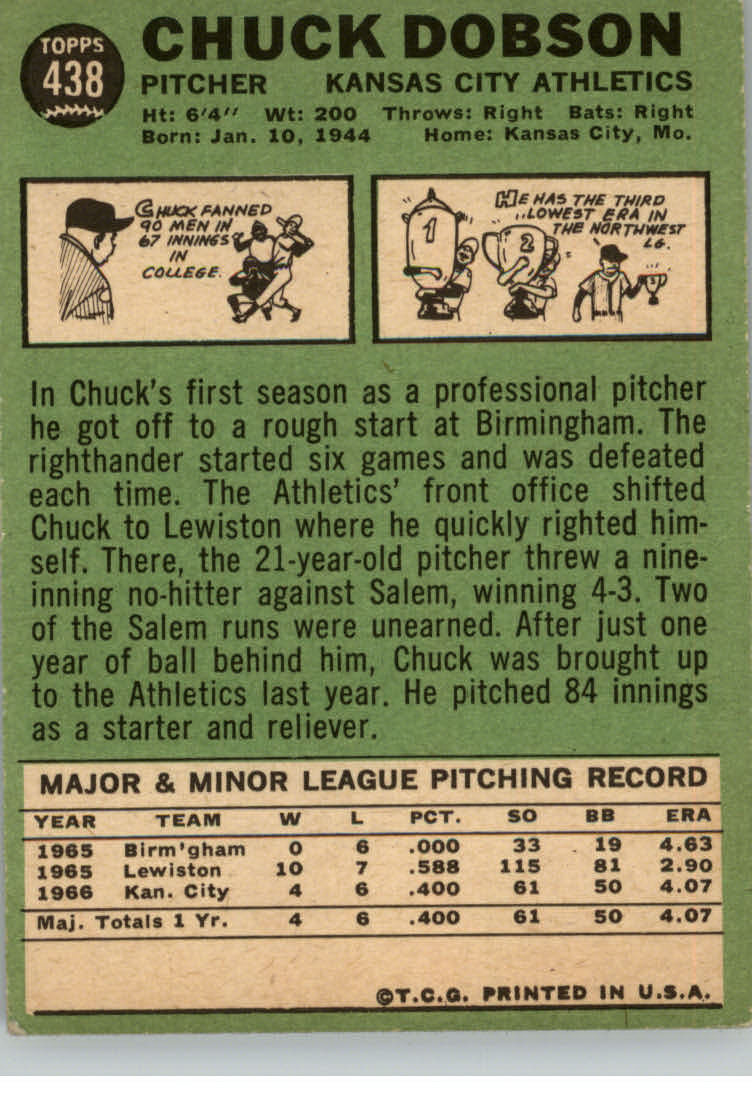 TOPPS
438
CHUCK DOBSON
PITCHER KANSAS CITY ATHLETICS
Ht: 6'4" Wt: 200 Throws: Right Bats: Right
Born: Jan. 10, 1944 Home: Kansas City, Mo.
CHUCK FANNED
90 MEN IN
67 INNINGS
IN
COLLEGE.
HE HAS THE THIRD
LOWEST ERA IN
THE NORTHWEST
LG.
1
2
3
In Chuck's first season as a professional pitcher
he got off to a rough start at Birmingham. The
righthander started six games and was defeated
each time. The Athletics' front office shifted
Chuck to Lewiston where he quickly righted him-
self. There, the 21-year-old pitcher threw a nine-
inning no-hitter against Salem, winning 4-3. Two
of the Salem runs were unearned. After just one
year of ball behind him, Chuck was brought up
to the Athletics last year. He pitched 84 innings
as a starter and reliever.
MAJOR & MINOR LEAGUE PITCHING RECORD
YEAR TEAM W L PCT. SO BB ERA
1965 Birm'gham 0 6 .000 33 19 4.63
1965 Lewiston 10 7 .588 115 81 2.90
1966 Kan. City 4 6 .400 61 50 4.07
Maj. Totals 1 Yr. 4 6 .400 61 50 4.07
©T.C.G. PRINTED IN U.S.A.